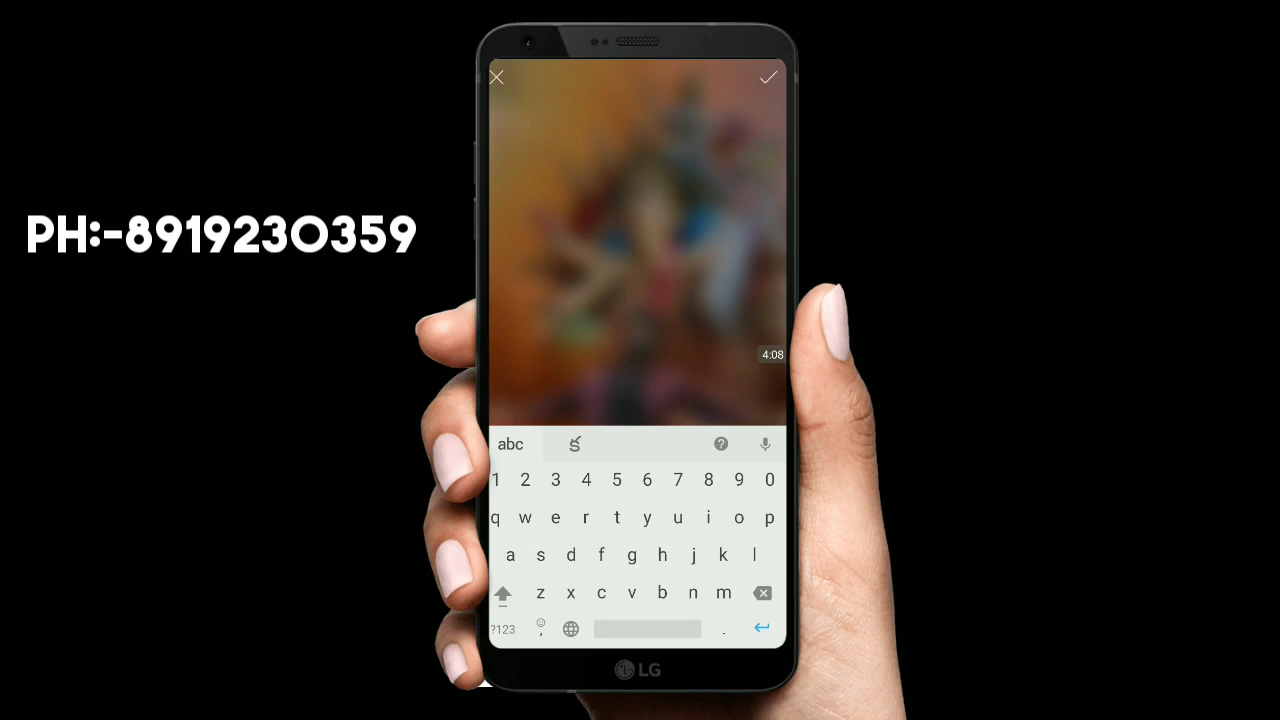 PH:-8919230359
4:08
abc క
1 2 3 4 5 6 7 8 9 0
q w e r t y u i o p
a s d f g h j k l
z x c v b n m
?123 , .
LG